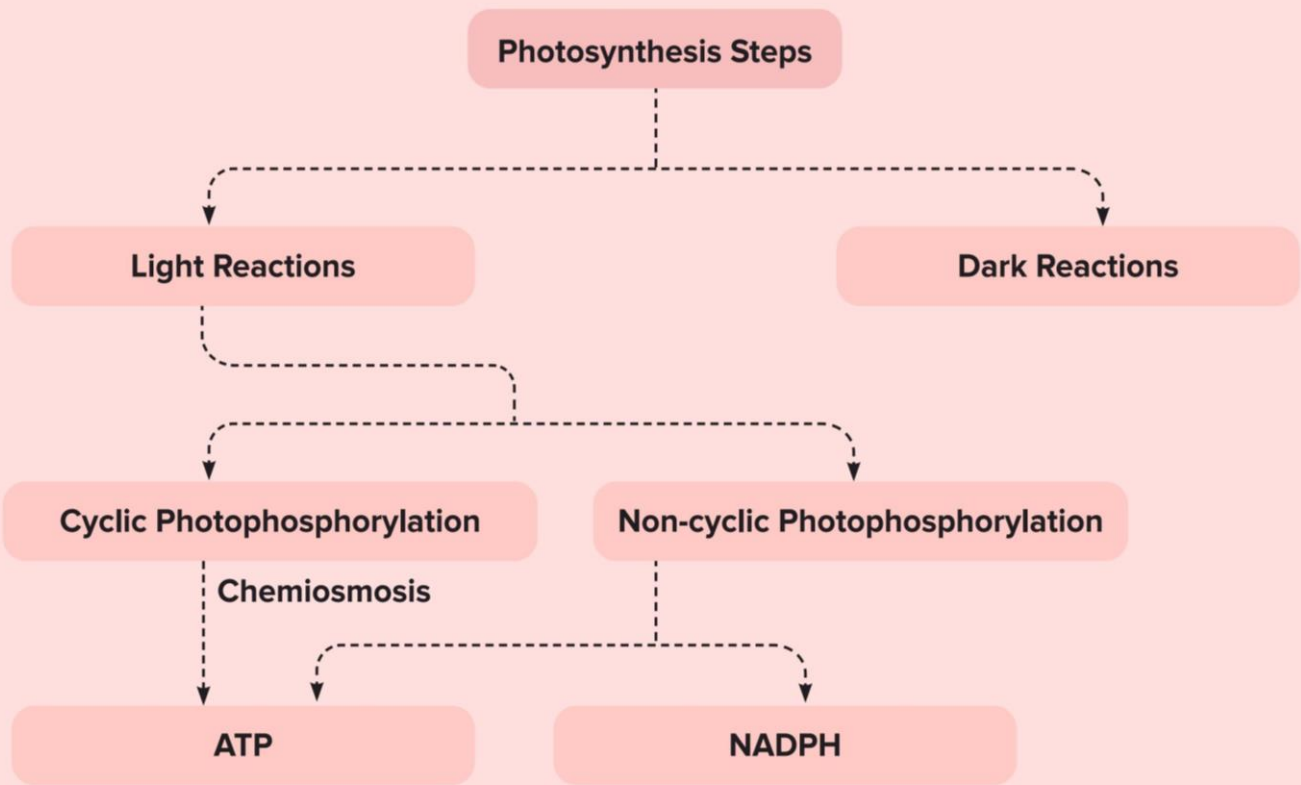 Photosynthesis Steps
Light Reactions
Dark Reactions
Cyclic Photophosphorylation
Non-cyclic Photophosphorylation
Chemiosmosis
ATP
NADPH